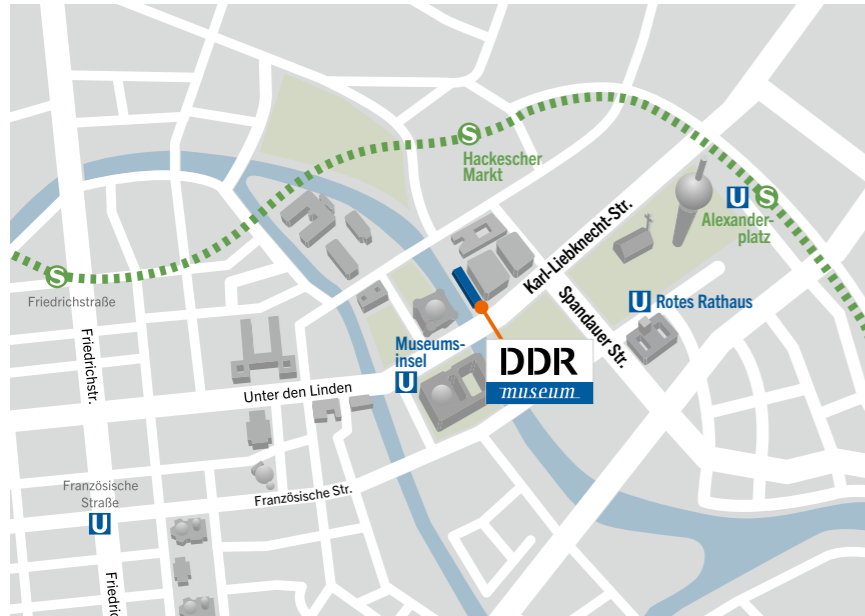 S
Hackescher
Markt
U
S
Alexander-
platz
Karl-Liebknecht-Str.
S
Friedrichstraße
U Rotes Rathaus
Spandauer Str.
Museums-
insel
U
DDR
museum
Friedrichstr.
Unter den Linden
Französische
Straße
U
Französische Str.
Friedric